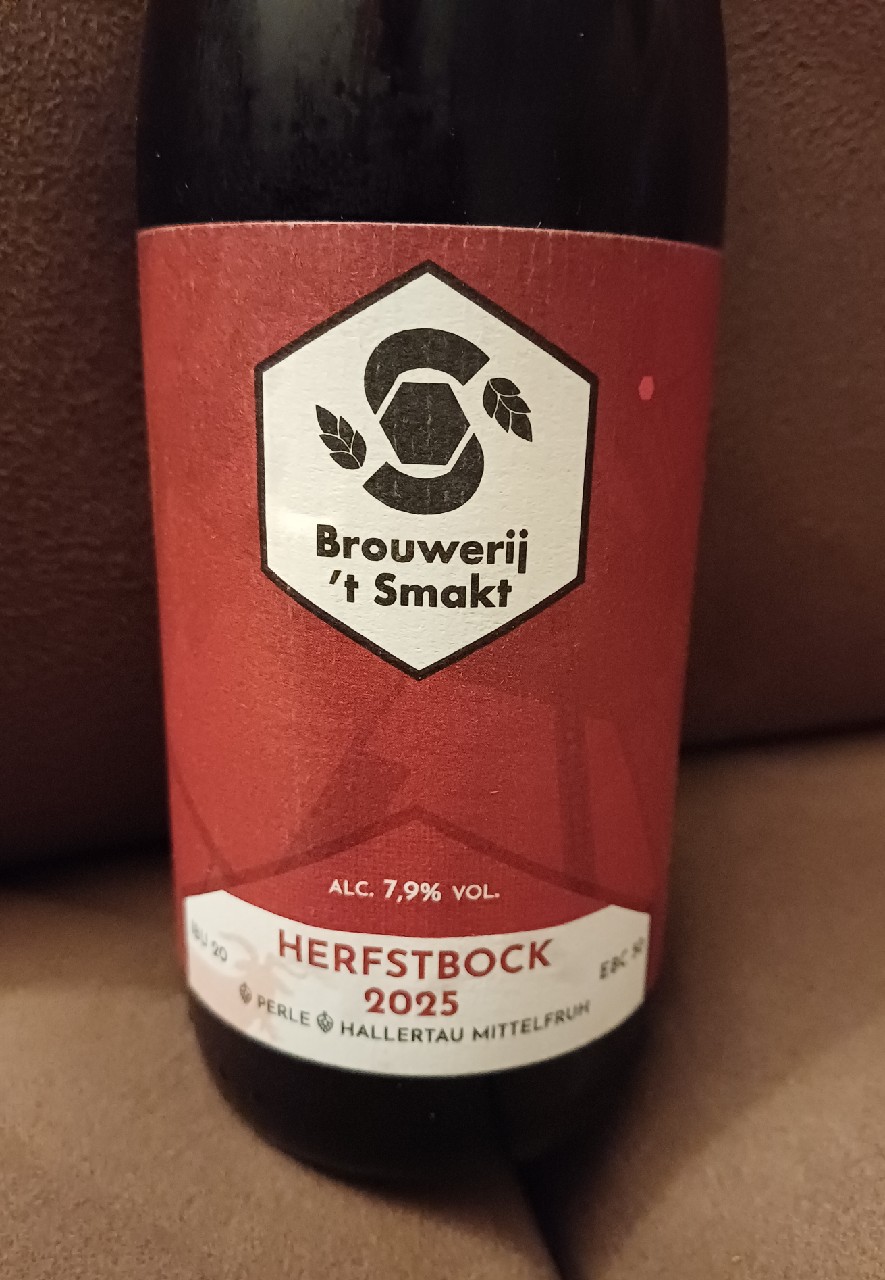 Brouwerij
't Smakt
ALC. 7,9% VOL.
IBU 20
HERFSTBOCK
EBC 50
2025
PERLE HALLERTAU MITTELFRUH